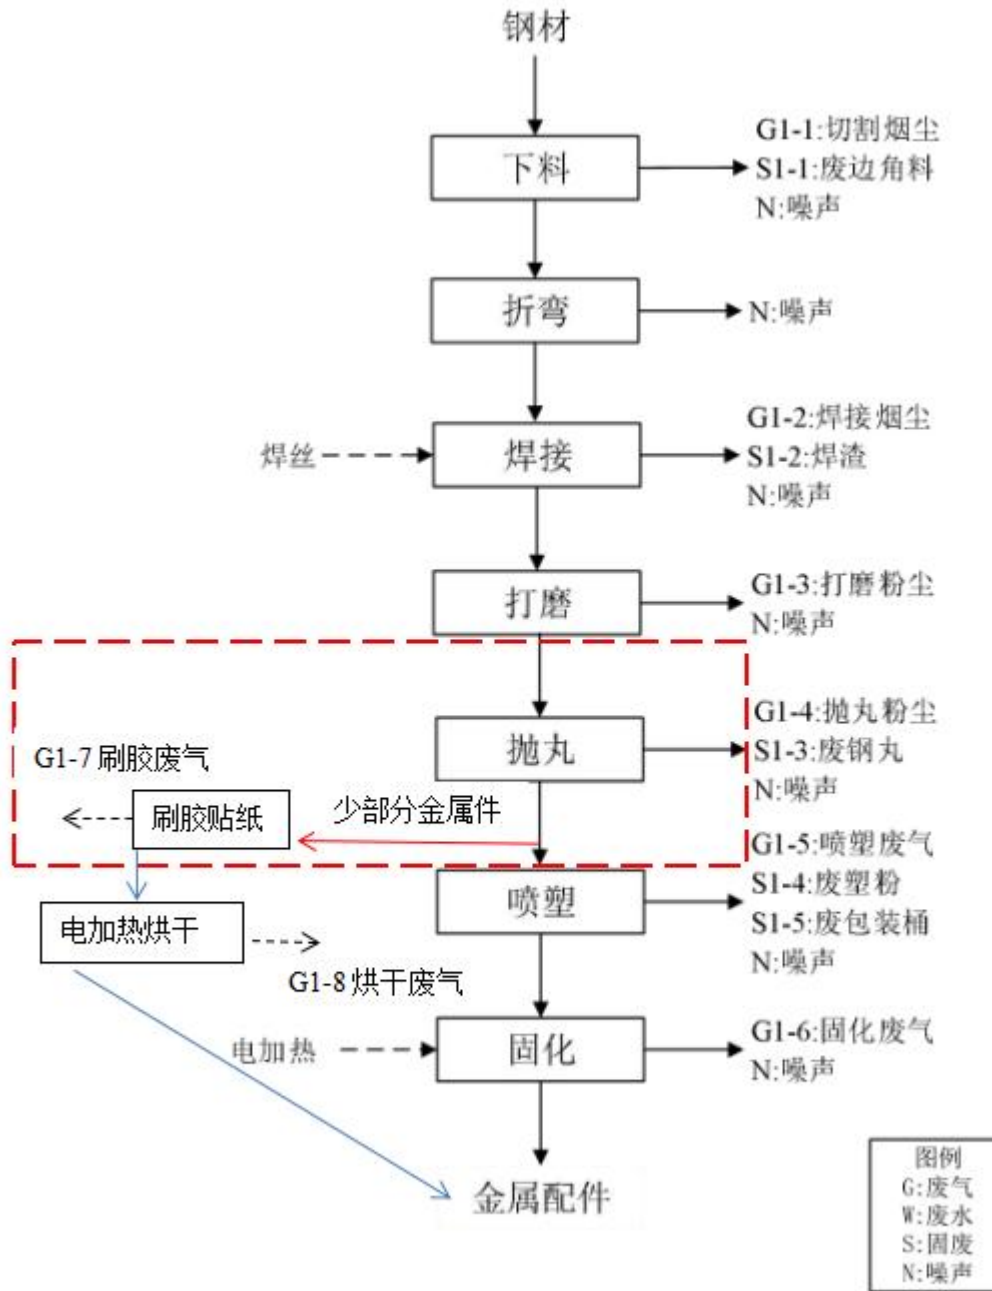 钢材
下料
G1-1:切割烟尘
S1-1:废边角料
N:噪声
折弯
N:噪声
焊丝
焊接
G1-2:焊接烟尘
S1-2:焊渣
N:噪声
打磨
G1-3:打磨粉尘
N:噪声
抛丸
G1-4:抛丸粉尘
S1-3:废钢丸
N:噪声
G1-7 刷胶废气
刷胶贴纸
少部分金属件
喷塑
G1-5:喷塑废气
S1-4:废塑粉
S1-5:废包装桶
N:噪声
电加热烘干
G1-8 烘干废气
电加热
固化
G1-6:固化废气
N:噪声
金属配件
图例
G:废气
W:废水
S:固废
N:噪声